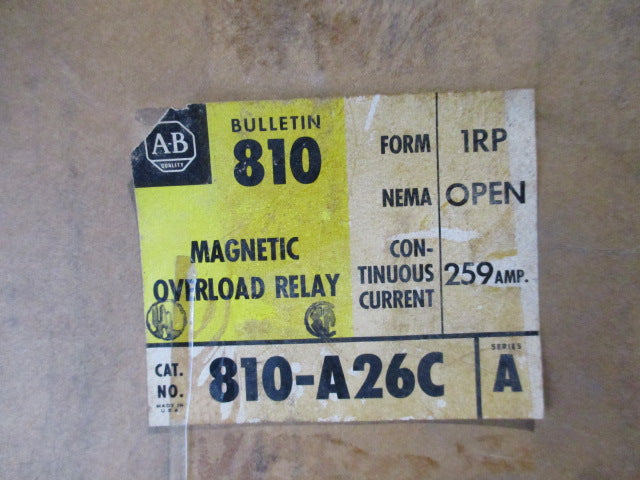 A-B
QUALITY
BULLETIN
810
MAGNETIC
OVERLOAD RELAY
FORM 1RP
NEMA OPEN
CON-
TINUOUS
CURRENT
259 AMP.
CAT.
NO.
810-A26C
MADE IN
U.S.A.
SERIES
A